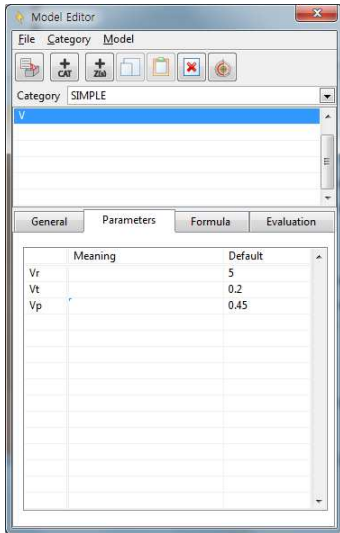 Model Editor
File Category Model
CAT Z(s)
Category SIMPLE
V
General Parameters Formula Evaluation
Meaning Default
Vr 5
Vt 0.2
Vp 0.45